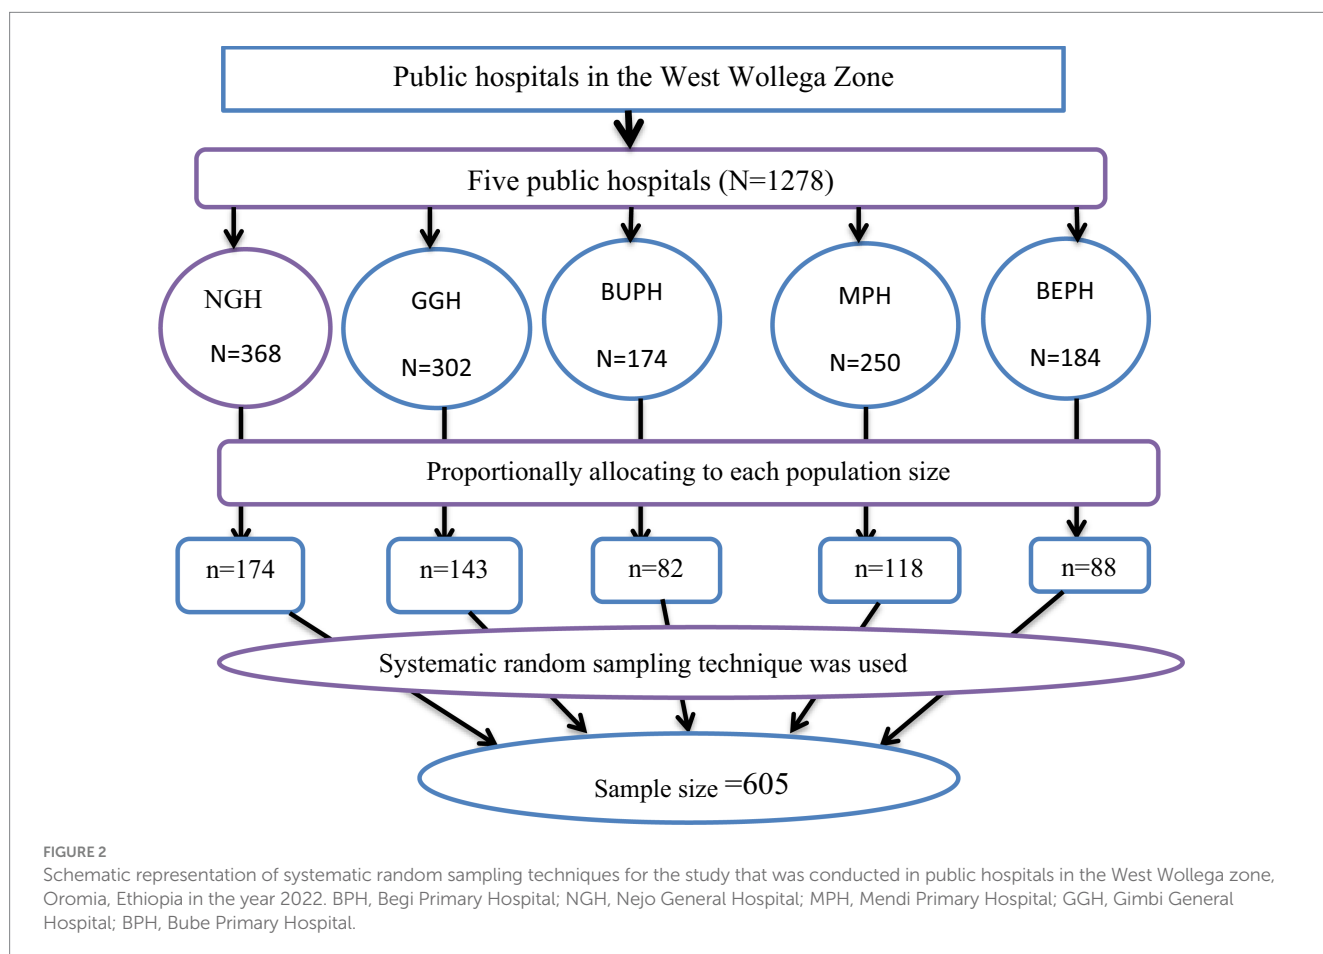 Public hospitals in the West Wollega Zone
Five public hospitals (N=1278)
NGH
N=368
GGH
N=302
BUPH
N=174
MPH
N=250
BEPH
N=184
Proportionally allocating to each population size
n=174
n=143
n=82
n=118
n=88
Systematic random sampling technique was used
Sample size =605
FIGURE 2
Schematic representation of systematic random sampling techniques for the study that was conducted in public hospitals in the West Wollega zone,
Oromia, Ethiopia in the year 2022. BPH, Begi Primary Hospital; NGH, Nejo General Hospital; MPH, Mendi Primary Hospital; GGH, Gimbi General
Hospital; BPH, Bube Primary Hospital.